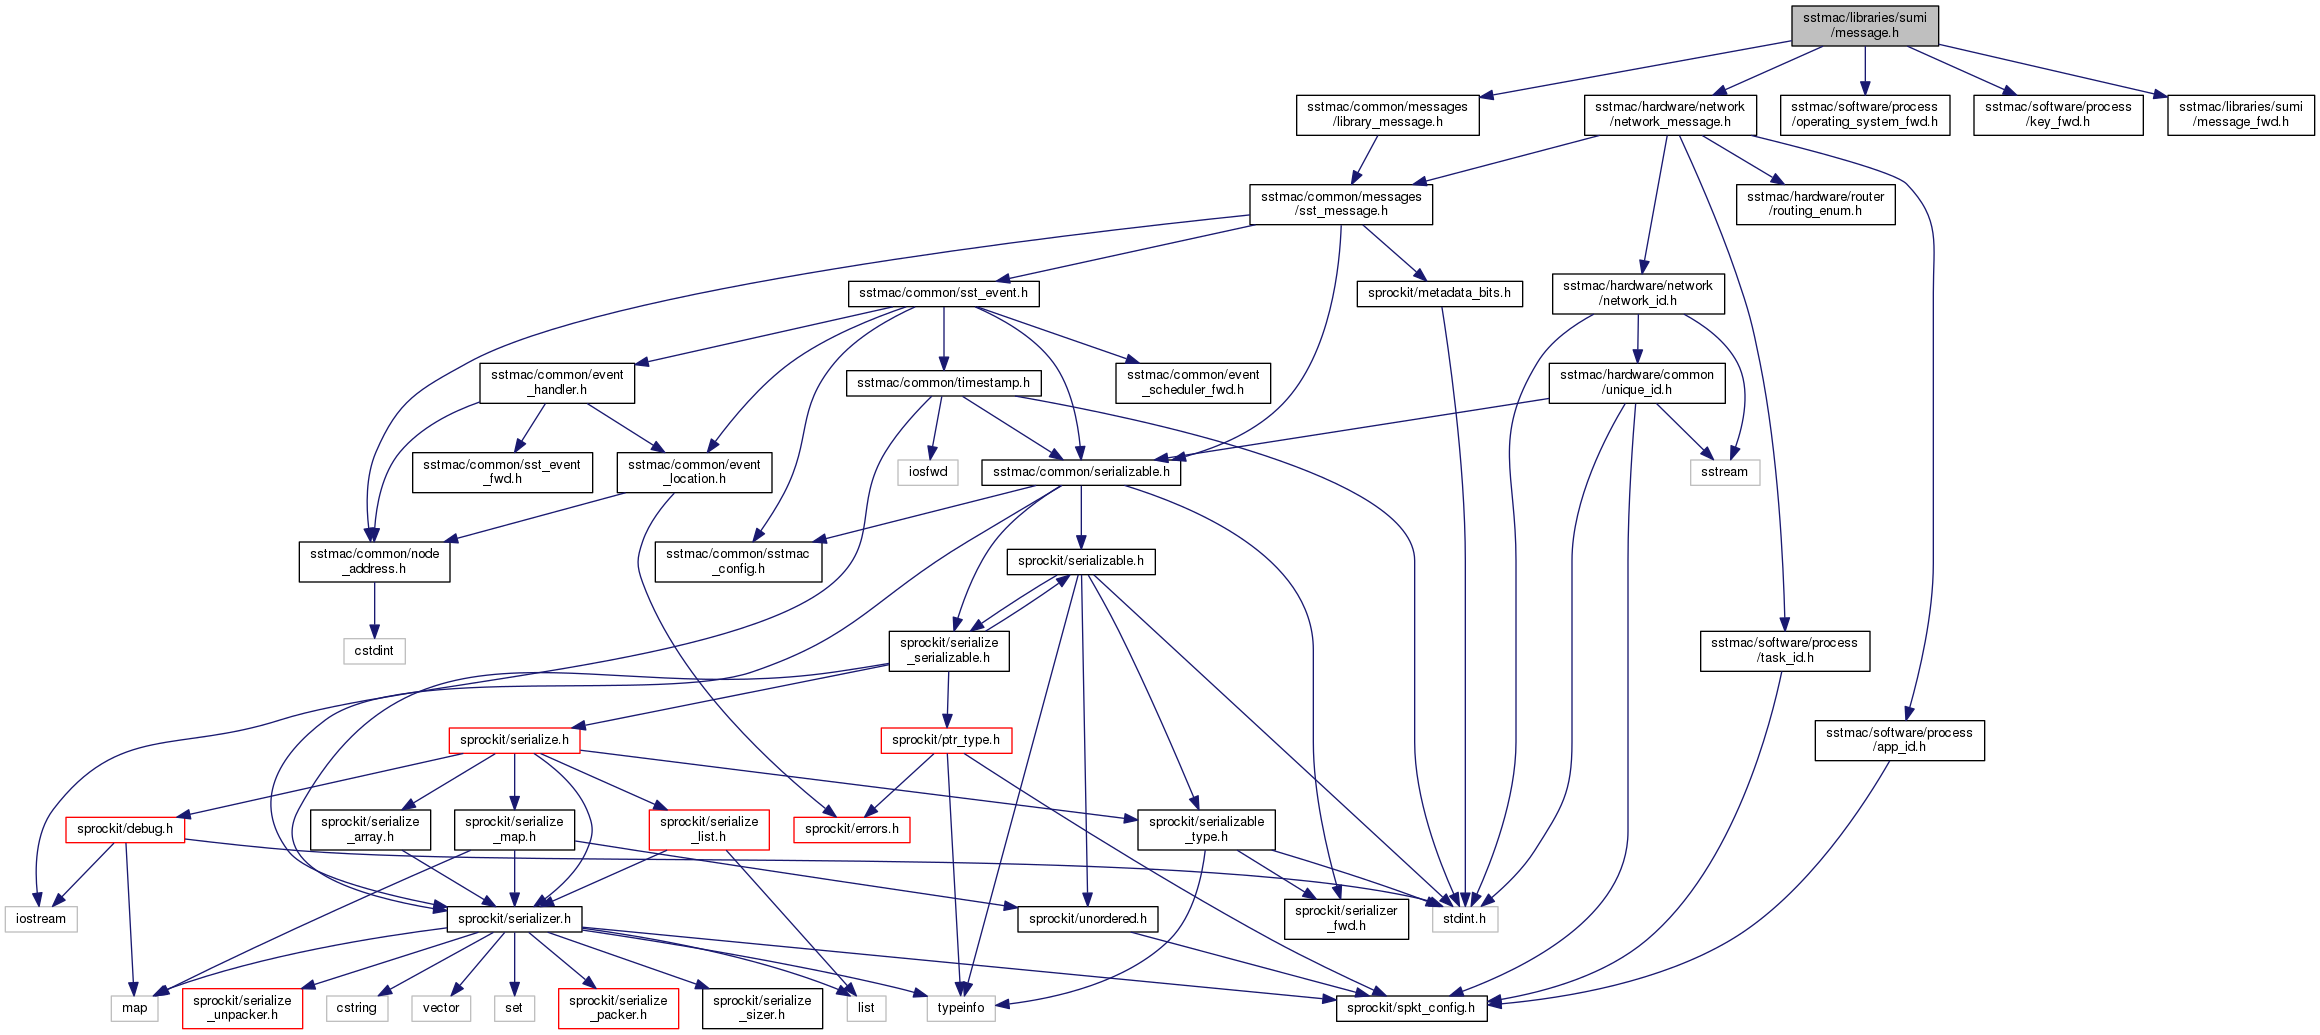 sstmac/libraries/sumi
/message.h
sstmac/common/messages
/library_message.h
sstmac/hardware/network
/network_message.h
sstmac/software/process
/operating_system_fwd.h
sstmac/software/process
/key_fwd.h
sstmac/libraries/sumi
/message_fwd.h
sstmac/common/messages
/sst_message.h
sstmac/hardware/router
/routing_enum.h
sstmac/common/sst_event.h
sprockit/metadata_bits.h
sstmac/hardware/network
/network_id.h
sstmac/common/event
_handler.h
sstmac/common/timestamp.h
sstmac/common/event
_scheduler_fwd.h
sstmac/hardware/common
/unique_id.h
sstmac/common/sst_event
_fwd.h
sstmac/common/event
_location.h
iosfwd
sstmac/common/serializable.h
sstream
sstmac/common/node
_address.h
sstmac/common/sstmac
_config.h
sprockit/serializable.h
cstdint
sprockit/serialize
_serializable.h
sstmac/software/process
/task_id.h
sprockit/serialize.h
sprockit/ptr_type.h
sstmac/software/process
/app_id.h
sprockit/debug.h
sprockit/serialize
_array.h
sprockit/serialize
_map.h
sprockit/serialize
_list.h
sprockit/errors.h
sprockit/serializable
_type.h
iostream
sprockit/serializer.h
sprockit/unordered.h
sprockit/serializer
_fwd.h
stdint.h
map
sprockit/serialize
_unpacker.h
cstring
vector
set
sprockit/serialize
_packer.h
sprockit/serialize
_sizer.h
list
typeinfo
sprockit/spkt_config.h